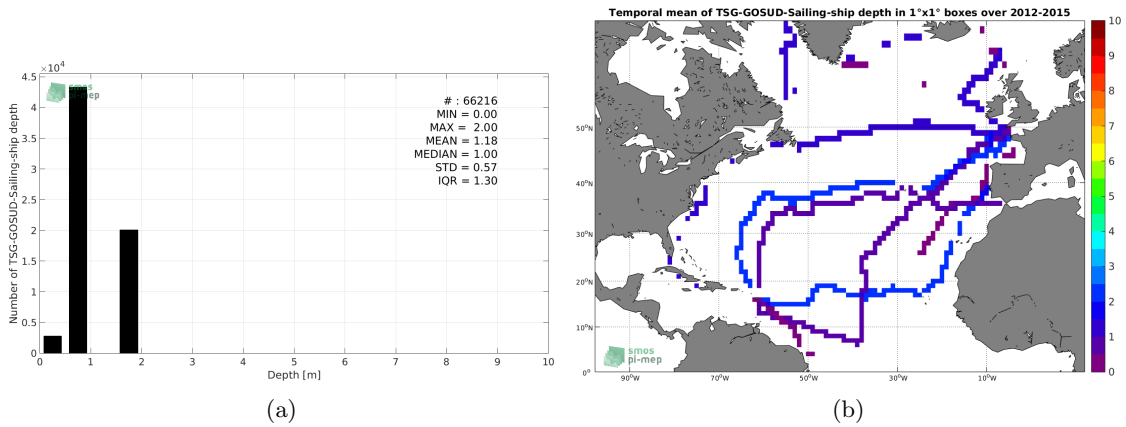 ×10⁴
4.5
4
3.5
3
2.5
2
1.5
1
0.5
0
Number of TSG-GOSUD-Sailing-ship depth
smos
pi-mep
# : 66216
MIN = 0.00
MAX = 2.00
MEAN = 1.18
MEDIAN = 1.00
STD = 0.57
IQR = 1.30
0 1 2 3 4 5 6 7 8 9 10
Depth [m]
(a)
Temporal mean of TSG-GOSUD-Sailing-ship depth in 1°x1° boxes over 2012-2015
50°N
40°N
30°N
20°N
10°N
0°
90°W 70°W 50°W 30°W 10°W
smos
pi-mep
10
9
8
7
6
5
4
3
2
1
0
(b)